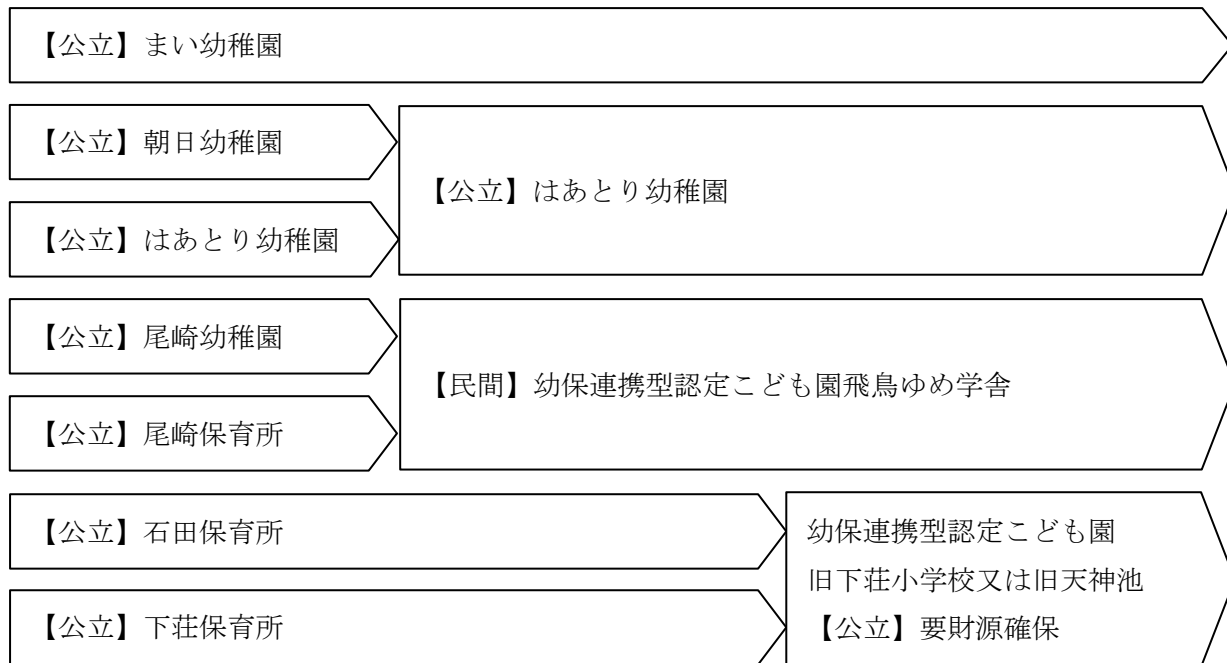 【公立】まい幼稚園
【公立】朝日幼稚園
【公立】はあとり幼稚園
【公立】はあとり幼稚園
【公立】尾崎幼稚園
【公立】尾崎保育所
【民間】幼保連携型認定こども園飛鳥ゆめ学舎
【公立】石田保育所
【公立】下荘保育所
幼保連携型認定こども園
旧下荘小学校又は旧天神池
【公立】要財源確保